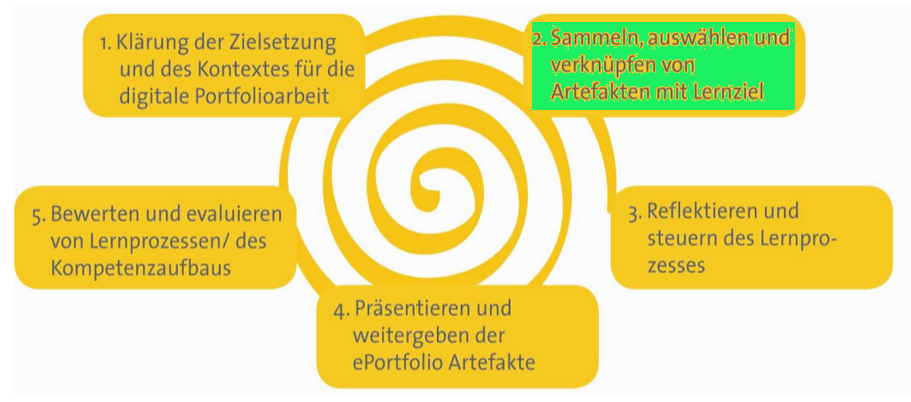 1. Klärung der Zielsetzung
und des Kontextes für die
digitale Portfolioarbeit
2. Sammeln, auswählen und
verknüpfen von
Artefakten mit Lernziel
3. Reflektieren und
steuern des Lernpro-
zesses
4. Präsentieren und
weitergeben der
ePortfolio Artefakte
5. Bewerten und evaluieren
von Lernprozessen/ des
Kompetenzaufbaus